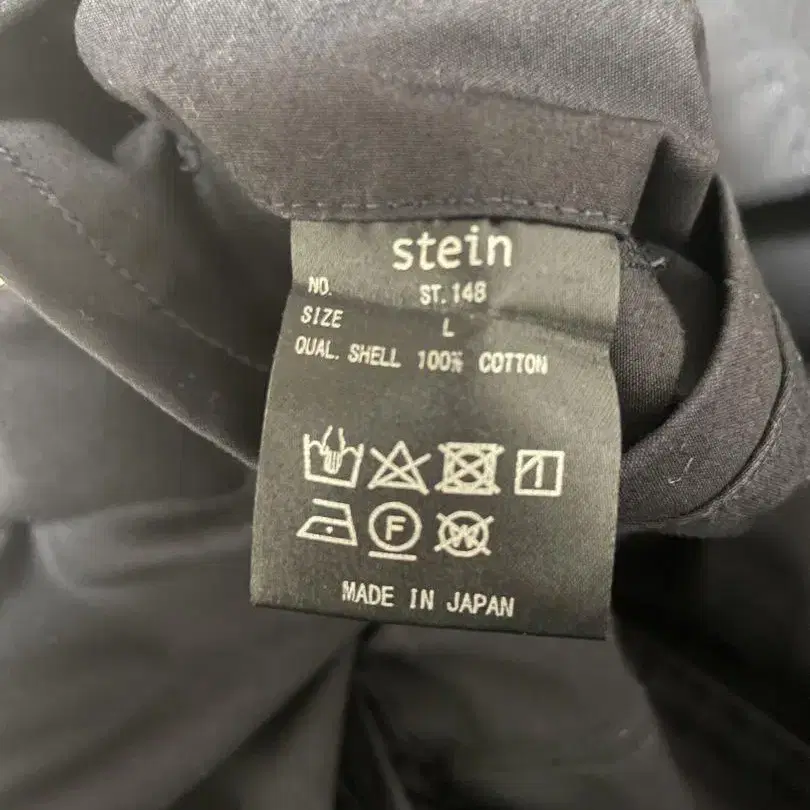 stein
NO. ST.148
SIZE L
QUAL. SHELL 100% COTTON
F
W
MADE IN JAPAN